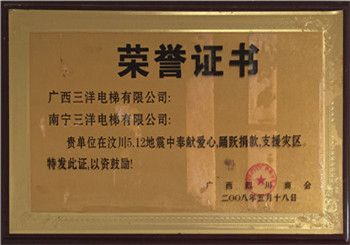 荣誉证书
广西三洋电梯有限公司:
南宁三洋电梯有限公司:
贵单位在汶川5.12地震中奉献爱心,踊跃捐款,支援灾区。
特发此证,以资鼓励!
广西四川商会
二〇〇八年五月十八日